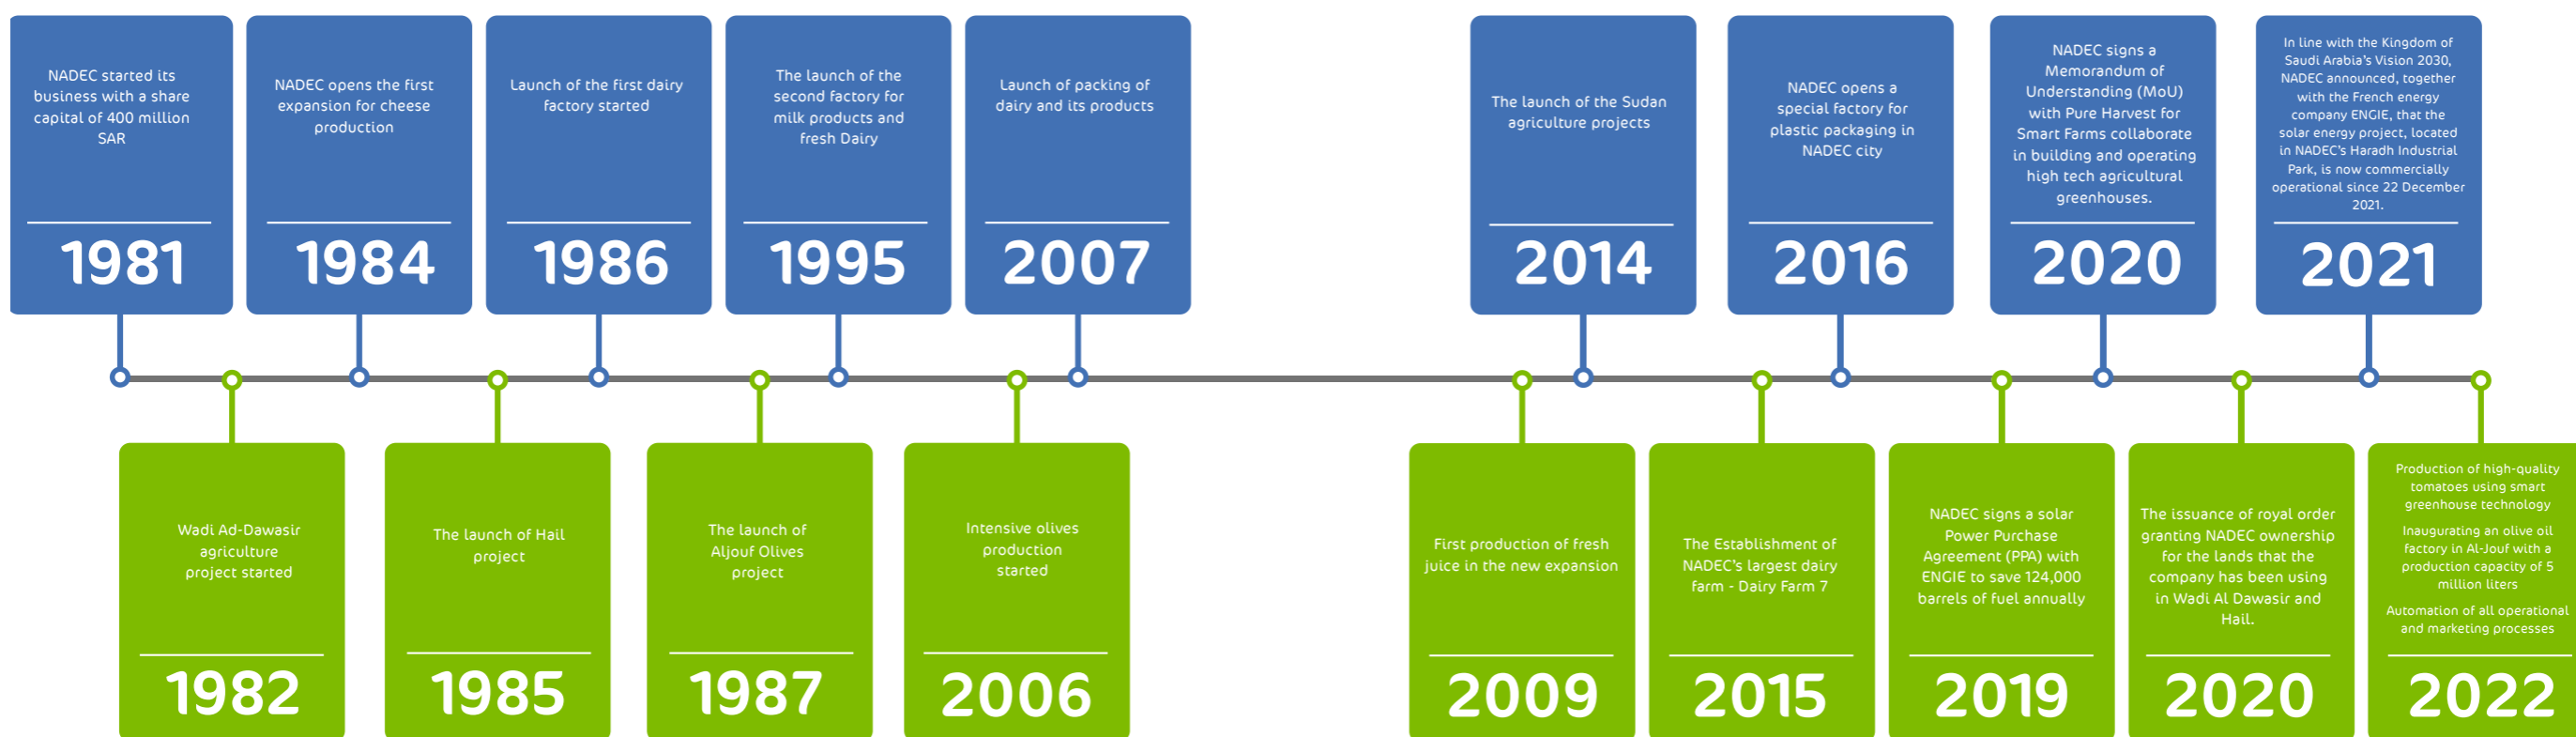 NADEC started its
business with a share
capital of 400 million
SAR
1981
NADEC opens the first
expansion for cheese
production
1984
Launch of the first dairy
factory started
1986
The launch of the
second factory for
milk products and
fresh Dairy
1995
Launch of packing of
dairy and its products
2007
The launch of the Sudan
agriculture projects
2014
NADEC opens a
special factory for
plastic packaging in
NADEC city
2016
NADEC signs a
Memorandum of
Understanding (MoU)
with Pure Harvest for
Smart Farms collaborate
in building and operating
high tech agricultural
greenhouses.
2020
In line with the Kingdom of
Saudi Arabia's Vision 2030,
NADEC announced, together
with the French energy
company ENGIE, that the
solar energy project, located
in NADEC's Haradh Industrial
Park, is now commercially
operational since 22 December
2021.
2021
Wadi Ad-Dawasir
agriculture
project started
1982
The launch of Hail
project
1985
The launch of
Aljouf Olives
project
1987
Intensive olives
production
started
2006
First production of fresh
juice in the new expansion
2009
The Establishment of
NADEC's largest dairy
farm - Dairy Farm 7
2015
NADEC signs a solar
Power Purchase
Agreement (PPA) with
ENGIE to save 124,000
barrels of fuel annually
2019
The issuance of royal order
granting NADEC ownership
for the lands that the
company has been using
in Wadi Al Dawasir and
Hail.
2020
Production of high-quality
tomatoes using smart
greenhouse technology
Inaugurating an olive oil
factory in Al-Jouf with a
production capacity of 5
million liters
Automation of all operational
and marketing processes
2022